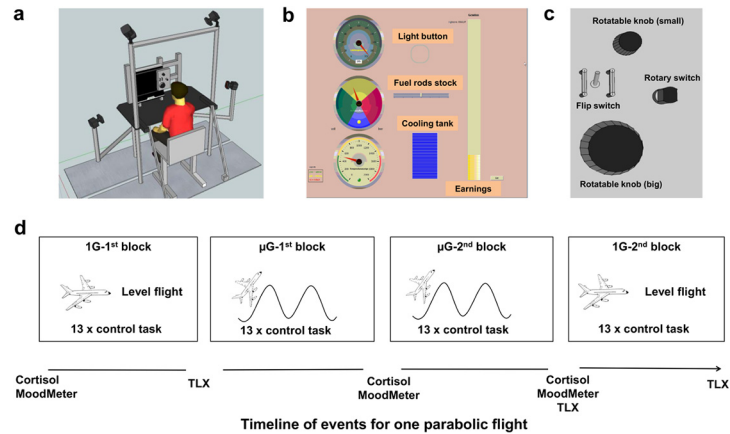 a
b
c
Light button
Fuel rods stock
Cooling tank
Earnings
Rotatable knob (small)
Flip switch
Rotary switch
Rotatable knob (big)
d
1G-1st block
Level flight
13 x control task
µG-1st block
13 x control task
µG-2nd block
13 x control task
1G-2nd block
Level flight
13 x control task
Cortisol
MoodMeter
TLX
Cortisol
MoodMeter
Cortisol
MoodMeter
TLX
TLX
Timeline of events for one parabolic flight